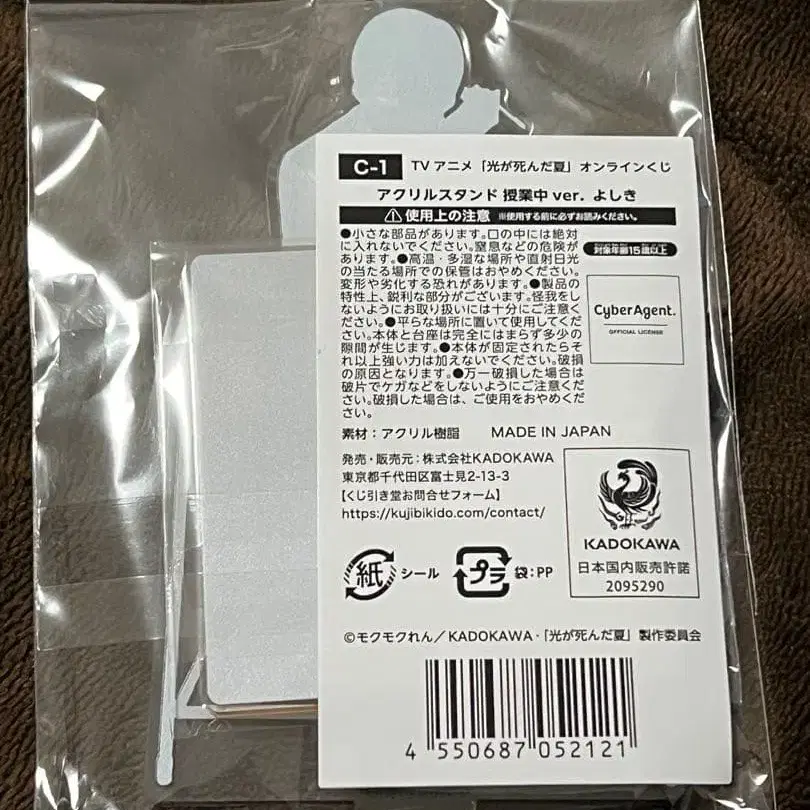 C-1 TVアニメ「光が死んだ夏」オンラインくじ
アクリルスタンド 授業中 ver. よしき
⚠使用上の注意 ※使用する前に必ずお読みください。
●小さな部品があります。口の中には絶対
に入れないでください。窒息などの危険が
あります。●高温・多湿な場所や直射日光
の当たる場所での保管はおやめください。
変形や劣化する恐れがあります。●製品の
特性上、鋭利な部分がございます。怪我をし
ないようにお取り扱いには十分にご注意くだ
さい。●平らな場所に置いて使用してくだ
さい。本体と台座は完全にはまらず多少の
隙間が生じます。●本体が固定されたらそ
れ以上強い力は加えないでください。破損
の原因となります。●万一破損した場合は
破片でケガなどをしないようにご注意くだ
さい。破損した場合は、ご使用をおやめくだ
さい。
対象年齢15歳以上
CyberAgent.
OFFICIAL LICENSE
素材：アクリル樹脂 MADE IN JAPAN
発売・販売元：株式会社KADOKAWA
東京都千代田区富士見2-13-3
【くじ引き堂お問合せフォーム】
https://kujibikido.com/contact/
KADOKAWA
日本国内販売許諾
2095290
紙 シール プラ 袋：PP
©モクモクれん／KADOKAWA・「光が死んだ夏」製作委員会
4 550687 052121